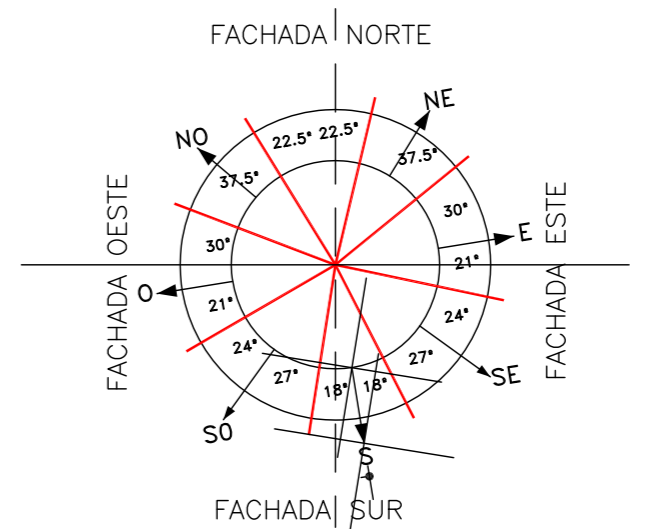 FACHADA NORTE
NE
NO
22.5° 22.5°
37.5°
37.5°
30°
30°
E
21°
FACHADA OESTE
FACHADA ESTE
O
21°
24°
24°
27°
27°
18° 18°
SE
SO
S
FACHADA SUR